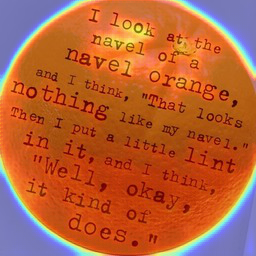 I look at the
navel of a
navel orange,
and I think, "That looks
nothing like my navel."
Then I put a little lint
in it, and I think,
"Well, okay,
it kind of
does."